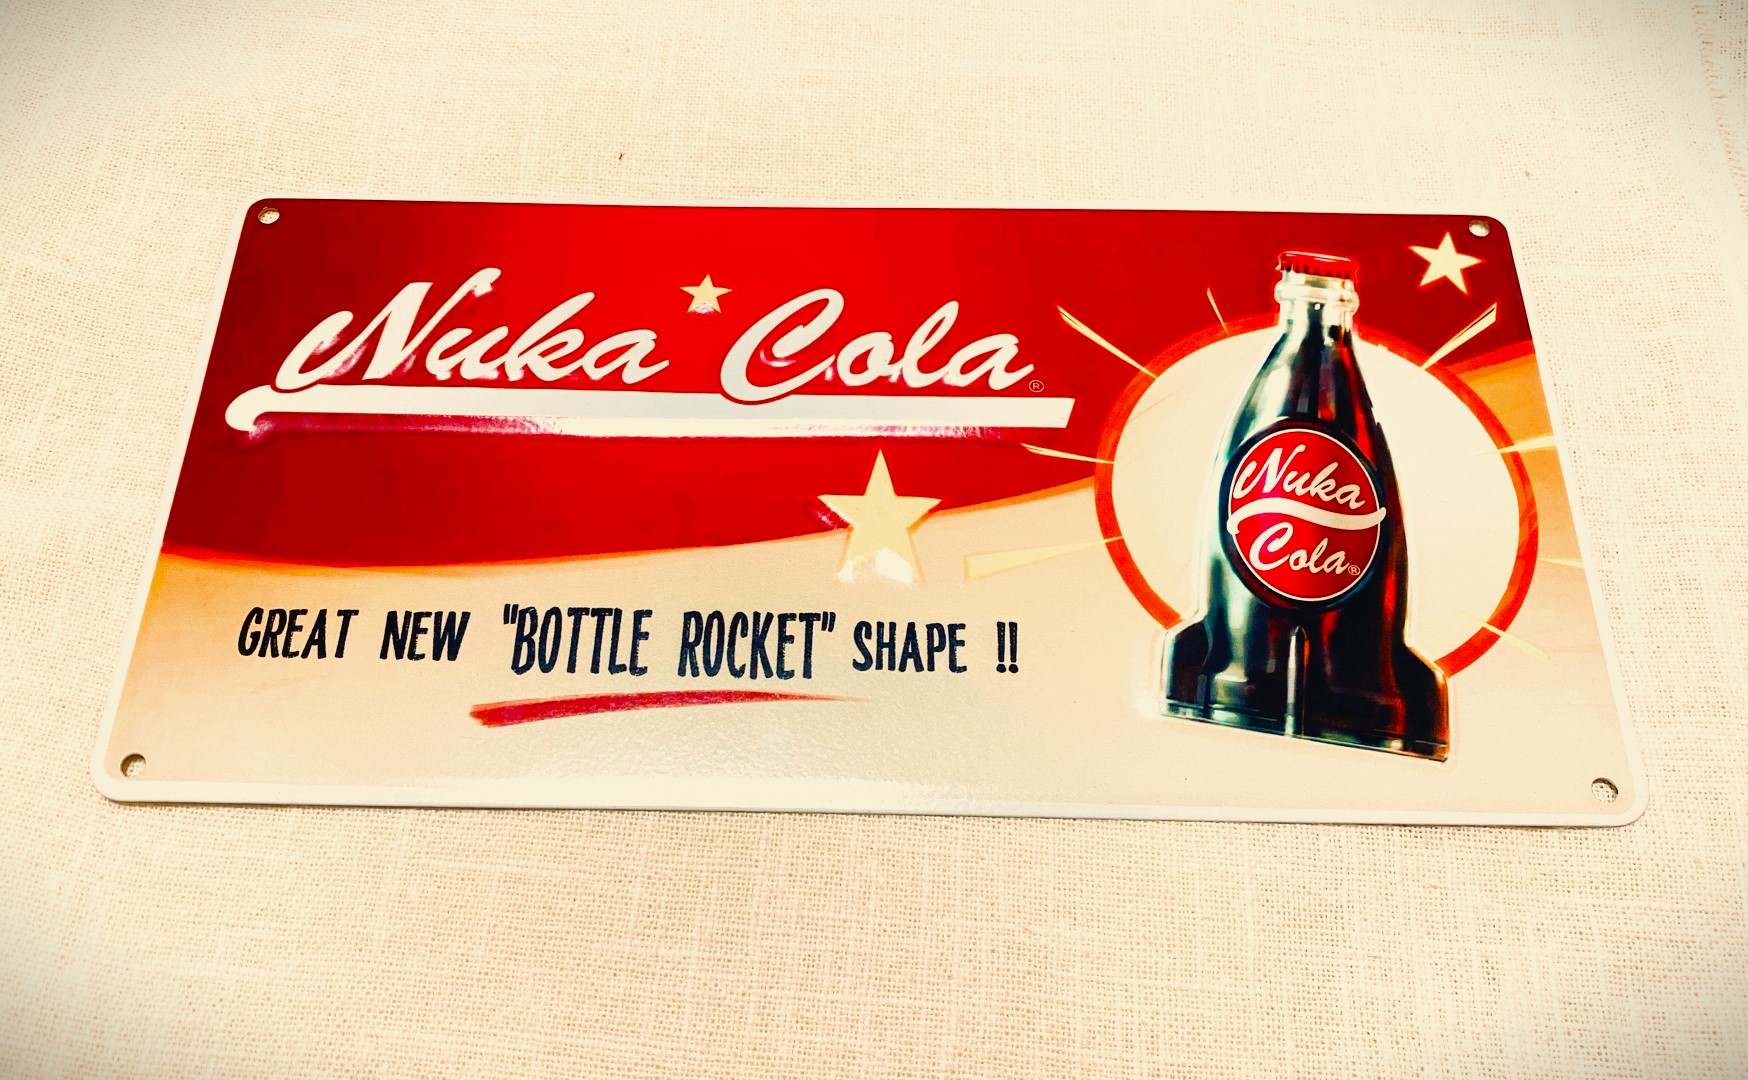 Nuka Cola®
GREAT NEW "BOTTLE ROCKET" SHAPE !!
Nuka
Cola®